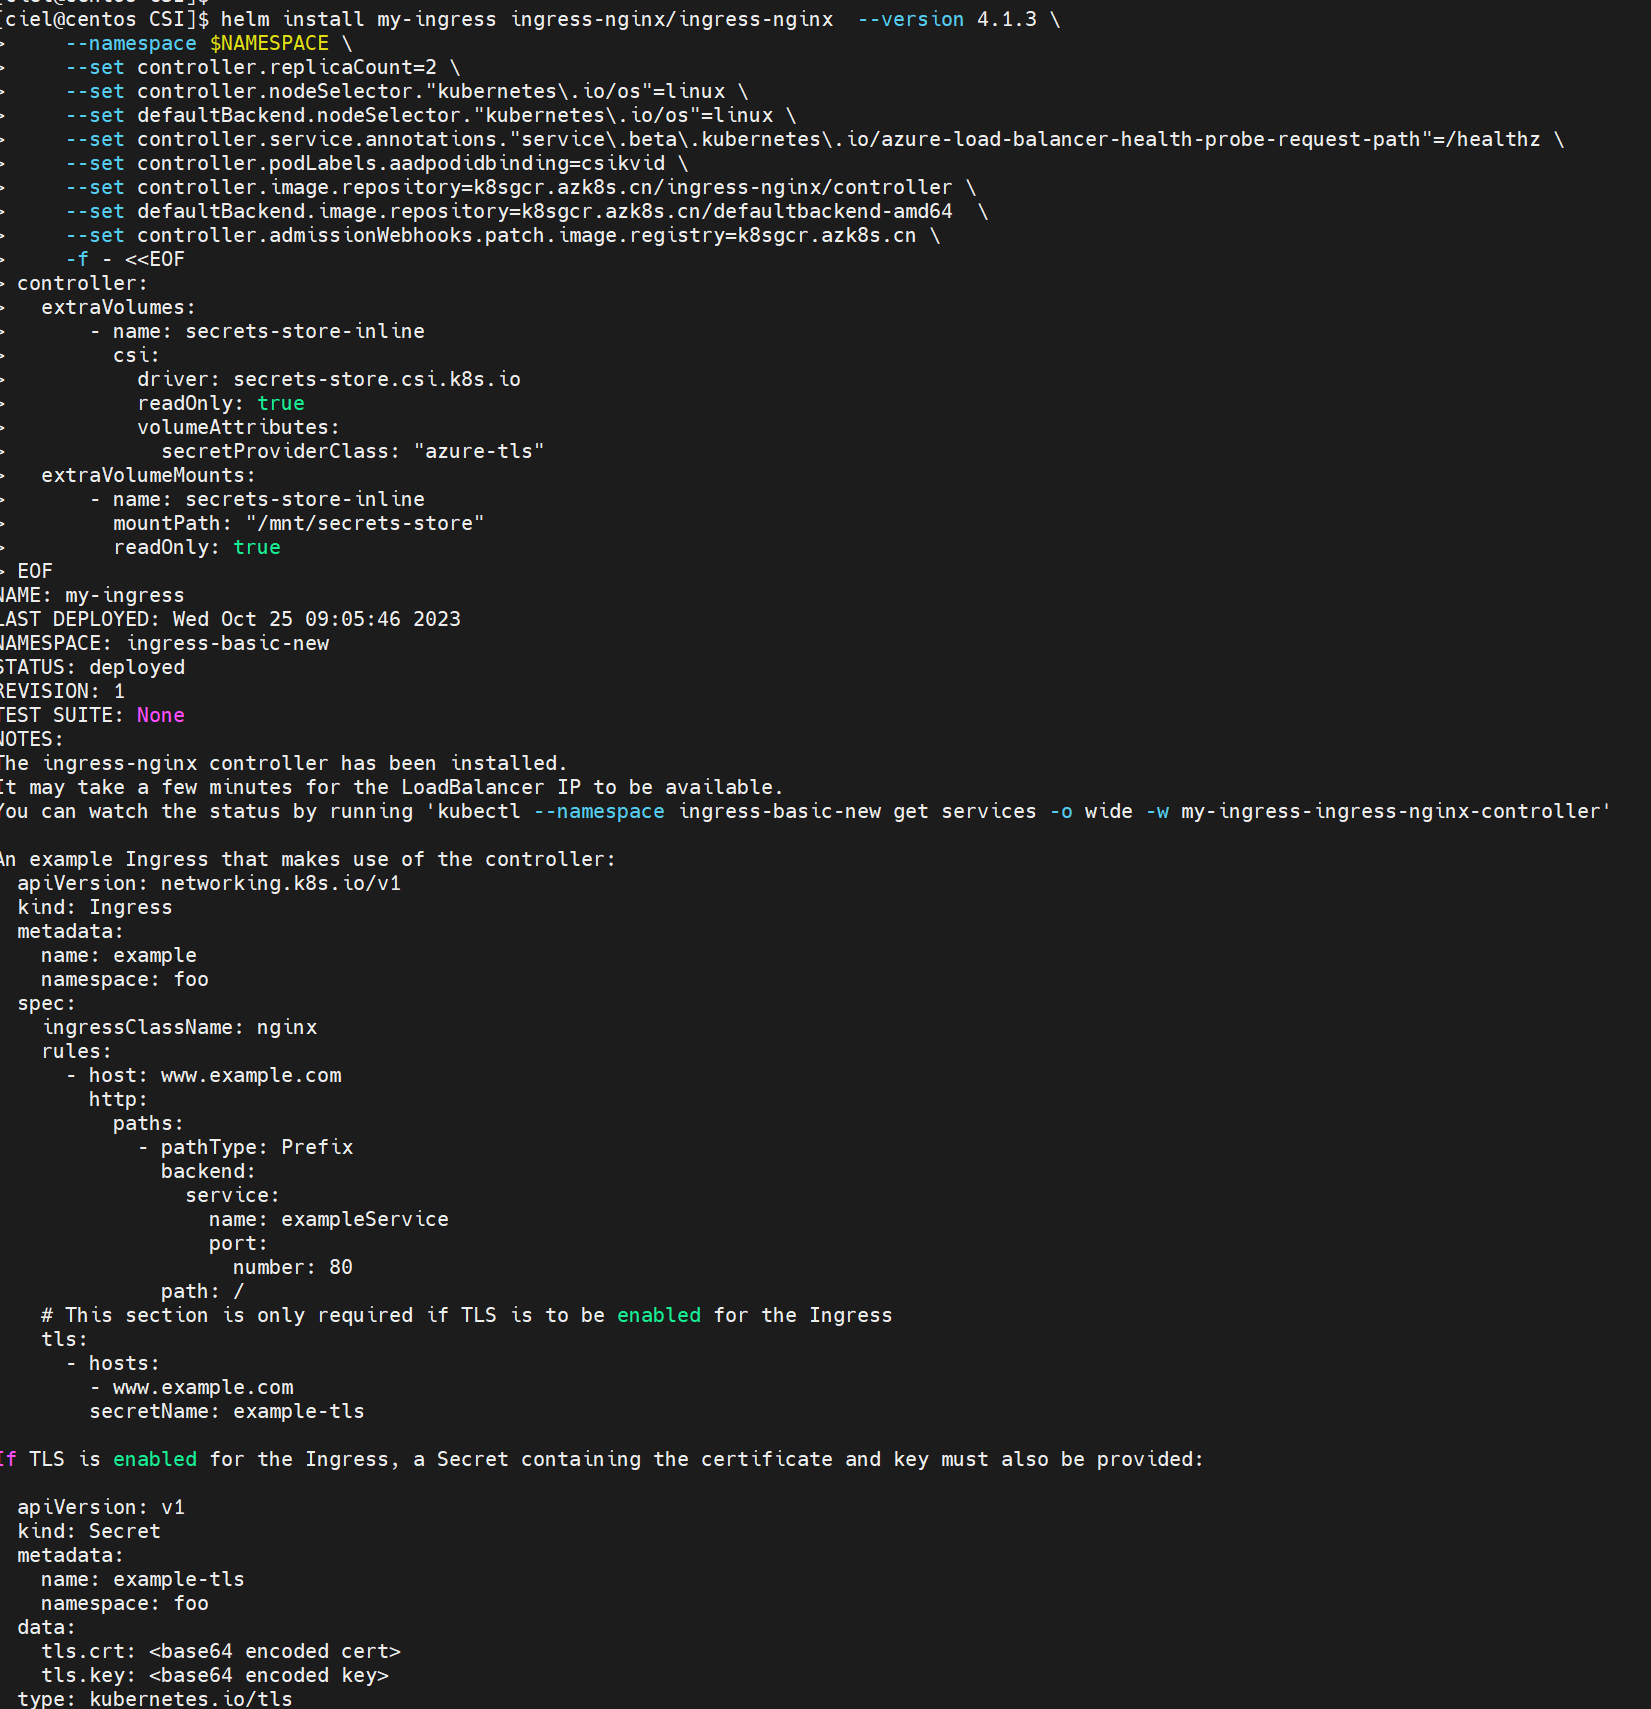 [ciel@centos CSI]$
[ciel@centos CSI]$ helm install my-ingress ingress-nginx/ingress-nginx  --version 4.1.3 \
>     --namespace $NAMESPACE \
>     --set controller.replicaCount=2 \
>     --set controller.nodeSelector."kubernetes\.io/os"=linux \
>     --set defaultBackend.nodeSelector."kubernetes\.io/os"=linux \
>     --set controller.service.annotations."service\.beta\.kubernetes\.io/azure-load-balancer-health-probe-request-path"=/healthz \
>     --set controller.podLabels.aadpodidbinding=csikvid \
>     --set controller.image.repository=k8sgcr.azk8s.cn/ingress-nginx/controller \
>     --set defaultBackend.image.repository=k8sgcr.azk8s.cn/defaultbackend-amd64  \
>     --set controller.admissionWebhooks.patch.image.registry=k8sgcr.azk8s.cn \
>     -f - <<EOF
> controller:
>   extraVolumes:
>       - name: secrets-store-inline
>         csi:
>           driver: secrets-store.csi.k8s.io
>           readOnly: true
>           volumeAttributes:
>             secretProviderClass: "azure-tls"
>   extraVolumeMounts:
>       - name: secrets-store-inline
>         mountPath: "/mnt/secrets-store"
>         readOnly: true
> EOF
NAME: my-ingress
LAST DEPLOYED: Wed Oct 25 09:05:46 2023
NAMESPACE: ingress-basic-new
STATUS: deployed
REVISION: 1
TEST SUITE: None
NOTES:
The ingress-nginx controller has been installed.
It may take a few minutes for the LoadBalancer IP to be available.
You can watch the status by running 'kubectl --namespace ingress-basic-new get services -o wide -w my-ingress-ingress-nginx-controller'

An example Ingress that makes use of the controller:
  apiVersion: networking.k8s.io/v1
  kind: Ingress
  metadata:
    name: example
    namespace: foo
  spec:
    ingressClassName: nginx
    rules:
      - host: www.example.com
        http:
          paths:
            - pathType: Prefix
              backend:
                service:
                  name: exampleService
                  port:
                    number: 80
              path: /
    # This section is only required if TLS is to be enabled for the Ingress
    tls:
      - hosts:
        - www.example.com
        secretName: example-tls

If TLS is enabled for the Ingress, a Secret containing the certificate and key must also be provided:

  apiVersion: v1
  kind: Secret
  metadata:
    name: example-tls
    namespace: foo
  data:
    tls.crt: <base64 encoded cert>
    tls.key: <base64 encoded key>
  type: kubernetes.io/tls